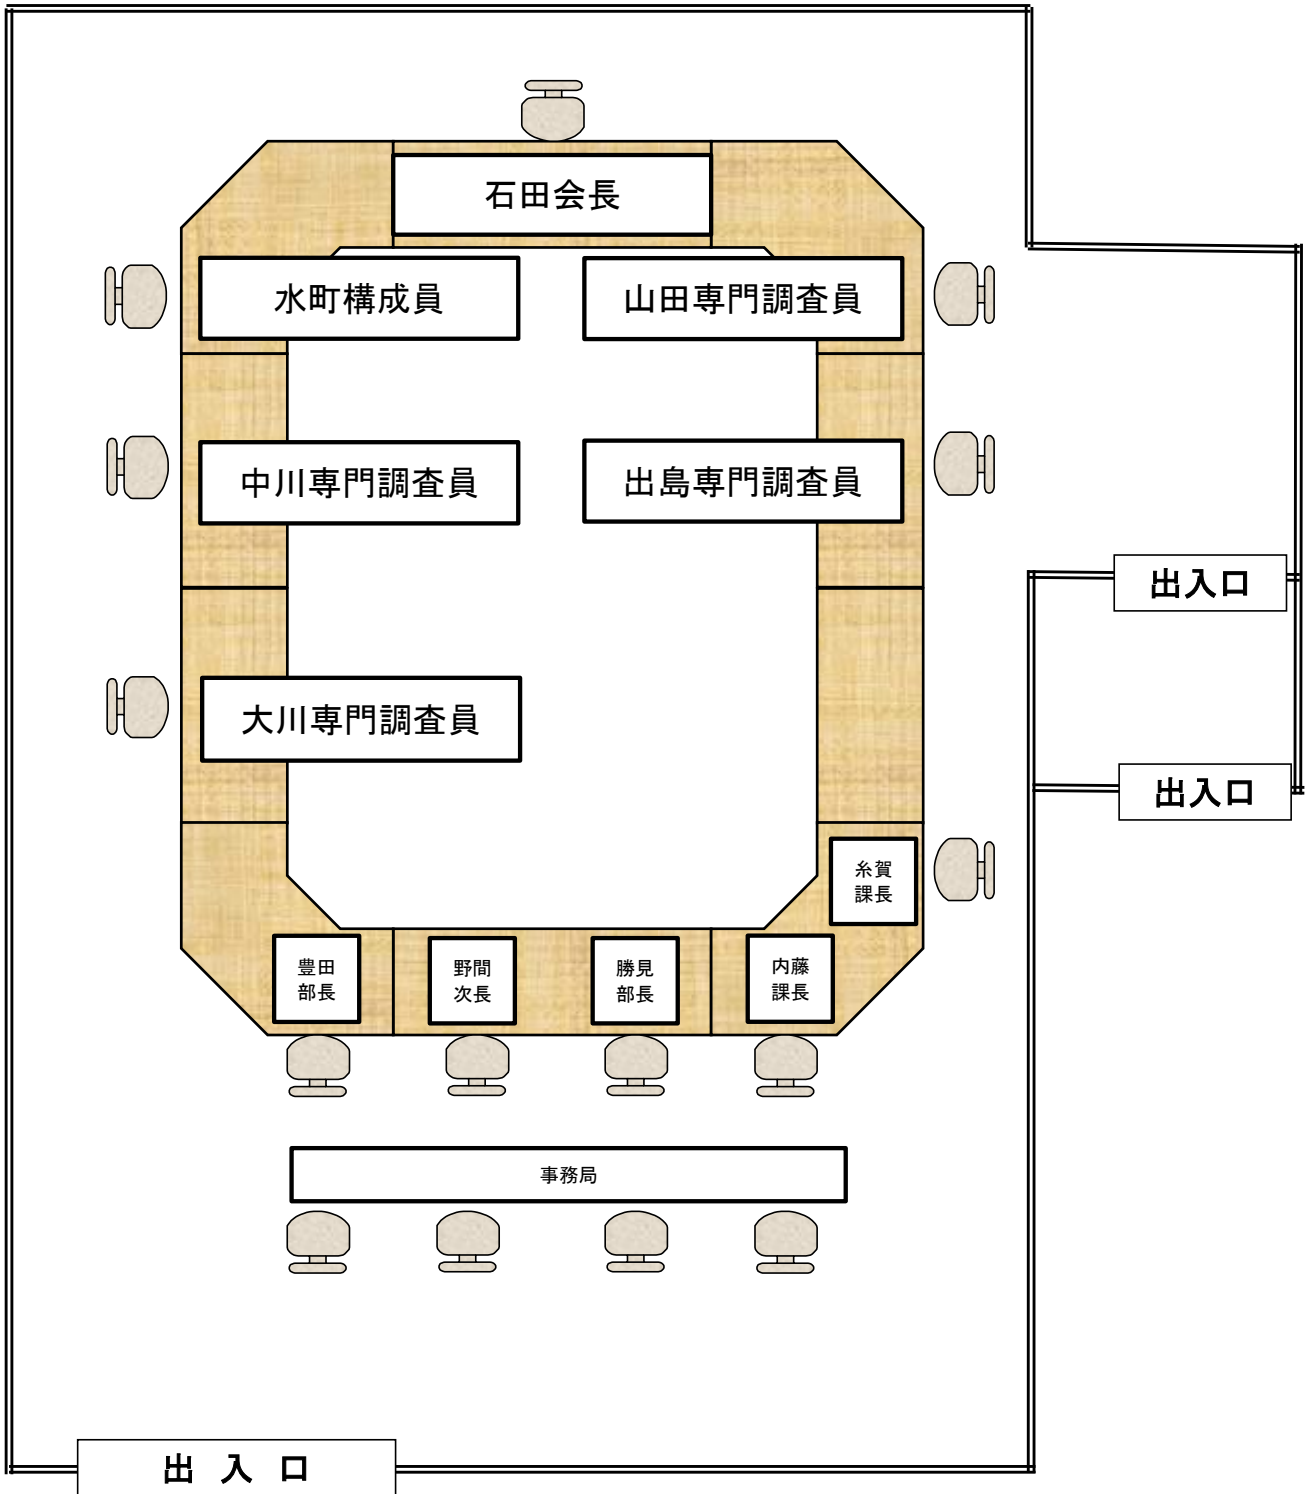 石田会長
水町構成員
山田専門調査員
中川専門調査員
出島専門調査員
出入口
大川専門調査員
出入口
糸賀
課長
豊田
部長
野間
次長
勝見
部長
内藤
課長
事務局
出 入 口